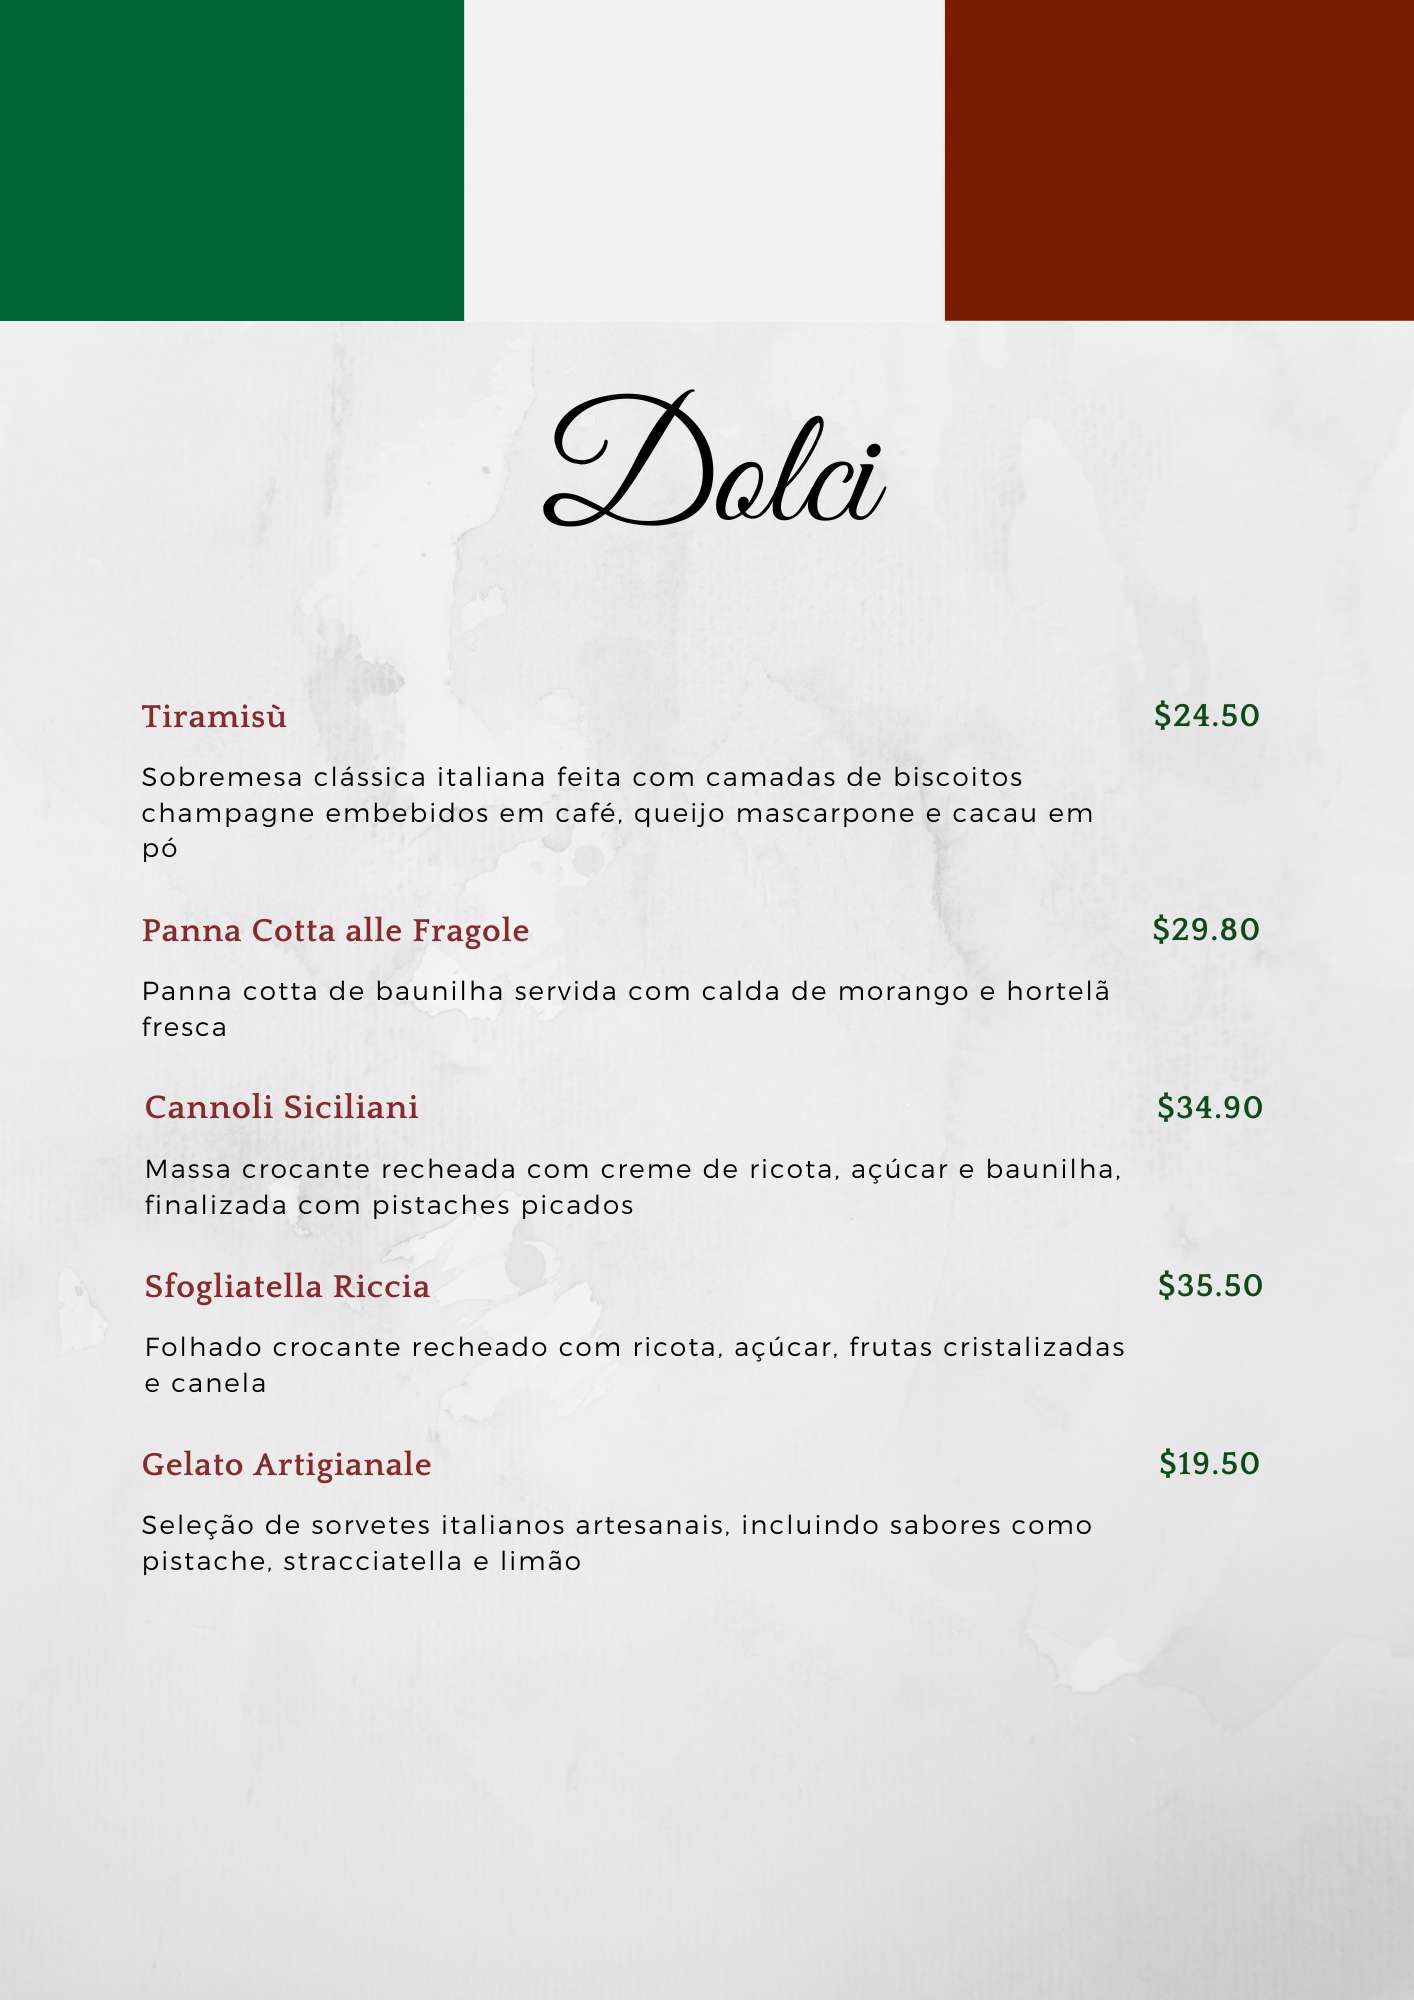 Dolci
Tiramisù $24.50
Sobremesa clássica italiana feita com camadas de biscoitos
champagne embebidos em café, queijo mascarpone e cacau em
pó
Panna Cotta alle Fragole $29.80
Panna cotta de baunilha servida com calda de morango e hortelã
fresca
Cannoli Siciliani $34.90
Massa crocante recheada com creme de ricota, açúcar e baunilha,
finalizada com pistaches picados
Sfogliatella Riccia $35.50
Folhado crocante recheado com ricota, açúcar, frutas cristalizadas
e canela
Gelato Artigianale $19.50
Seleção de sorvetes italianos artesanais, incluindo sabores como
pistache, stracciatella e limão